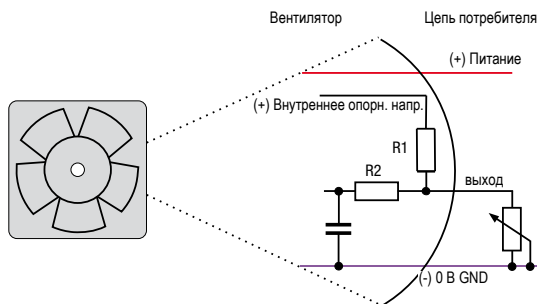 Вентилятор
Цепь потребителя
(+) Питание
(+) Внутреннее опорн. напр.
R1
R2
выход
(-) 0 В GND